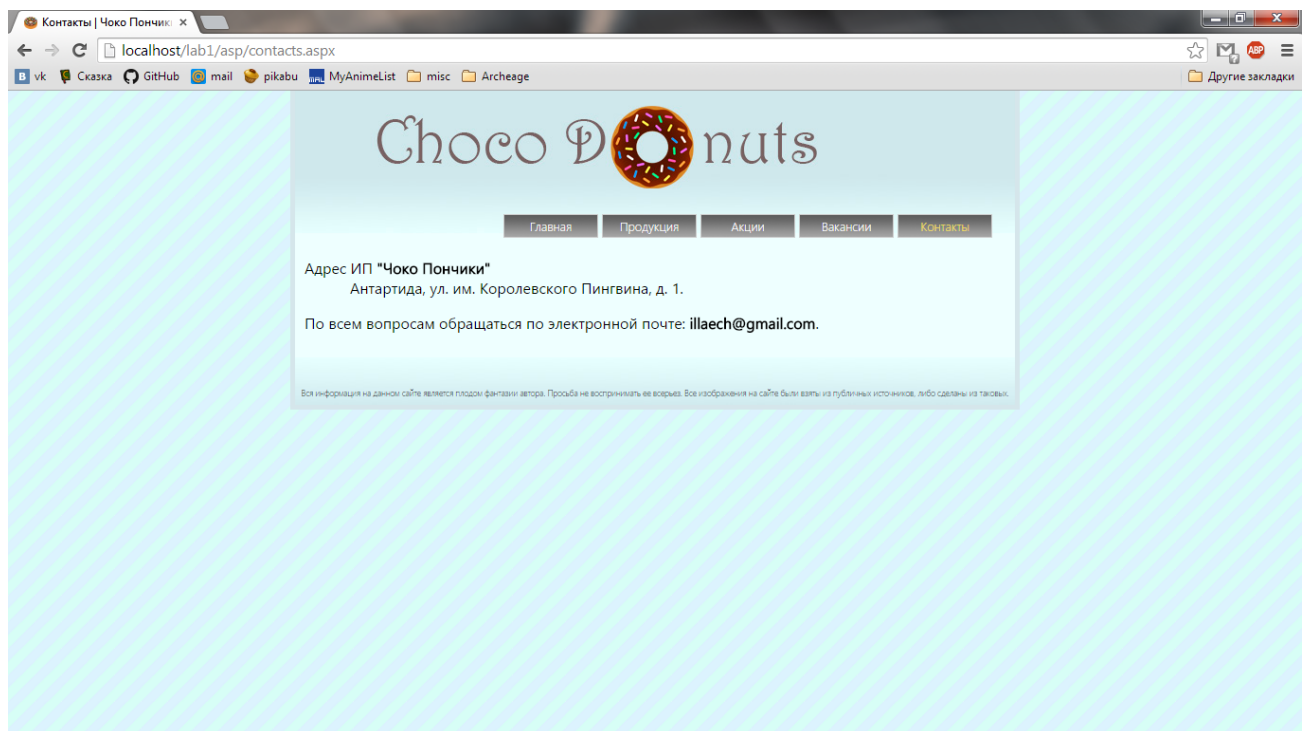 Контакты | Чоко Пончик
localhost/lab1/asp/contacts.aspx
vk Сказка GitHub mail pikabu MyAnimeList misc Archeage Другие закладки
Choco D nuts
Главная Продукция Акции Вакансии Контакты
Адрес ИП "Чоко Пончики"
Антартида, ул. им. Королевского Пингвина, д. 1.
По всем вопросам обращаться по электронной почте: illaech@gmail.com.
Вся информация на данном сайте является плодом фантазии автора. Просьба не воспринимать ее всерьез. Все изображения на сайте были взяты из публичных источников, либо сделаны из таковых.